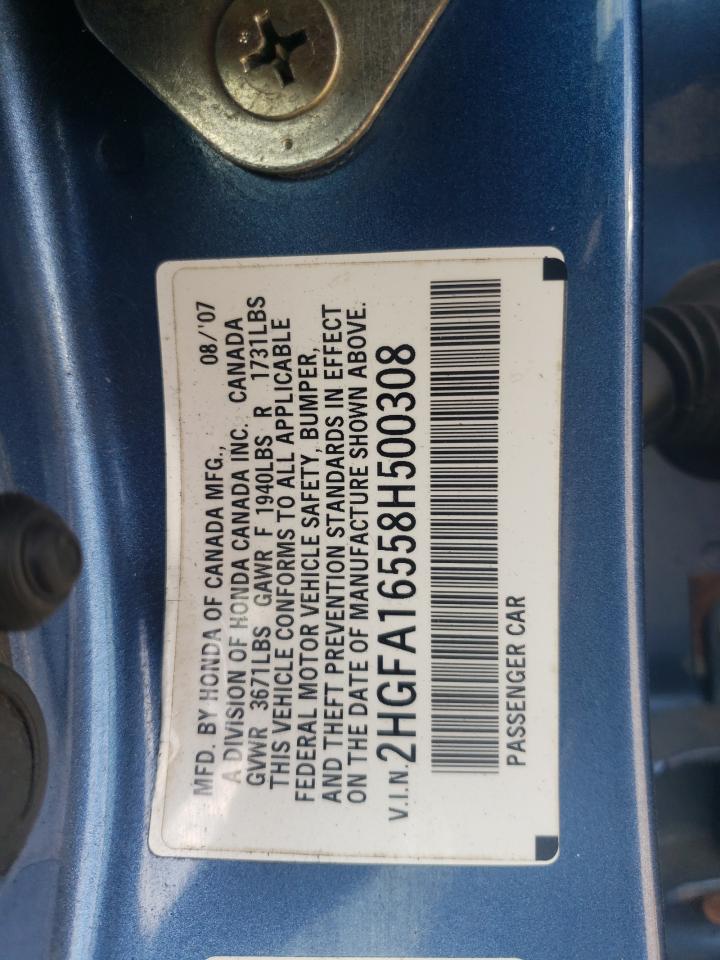 08/'07
MFD. BY HONDA OF CANADA MFG.,
A DIVISION OF HONDA CANADA INC. CANADA
GVWR 3671LBS GAWR F 1940LBS R 1731LBS
THIS VEHICLE CONFORMS TO ALL APPLICABLE
FEDERAL MOTOR VEHICLE SAFETY, BUMPER,
AND THEFT PREVENTION STANDARDS IN EFFECT
ON THE DATE OF MANUFACTURE SHOWN ABOVE.
V.I.N. 2HGFA16558H500308
PASSENGER CAR